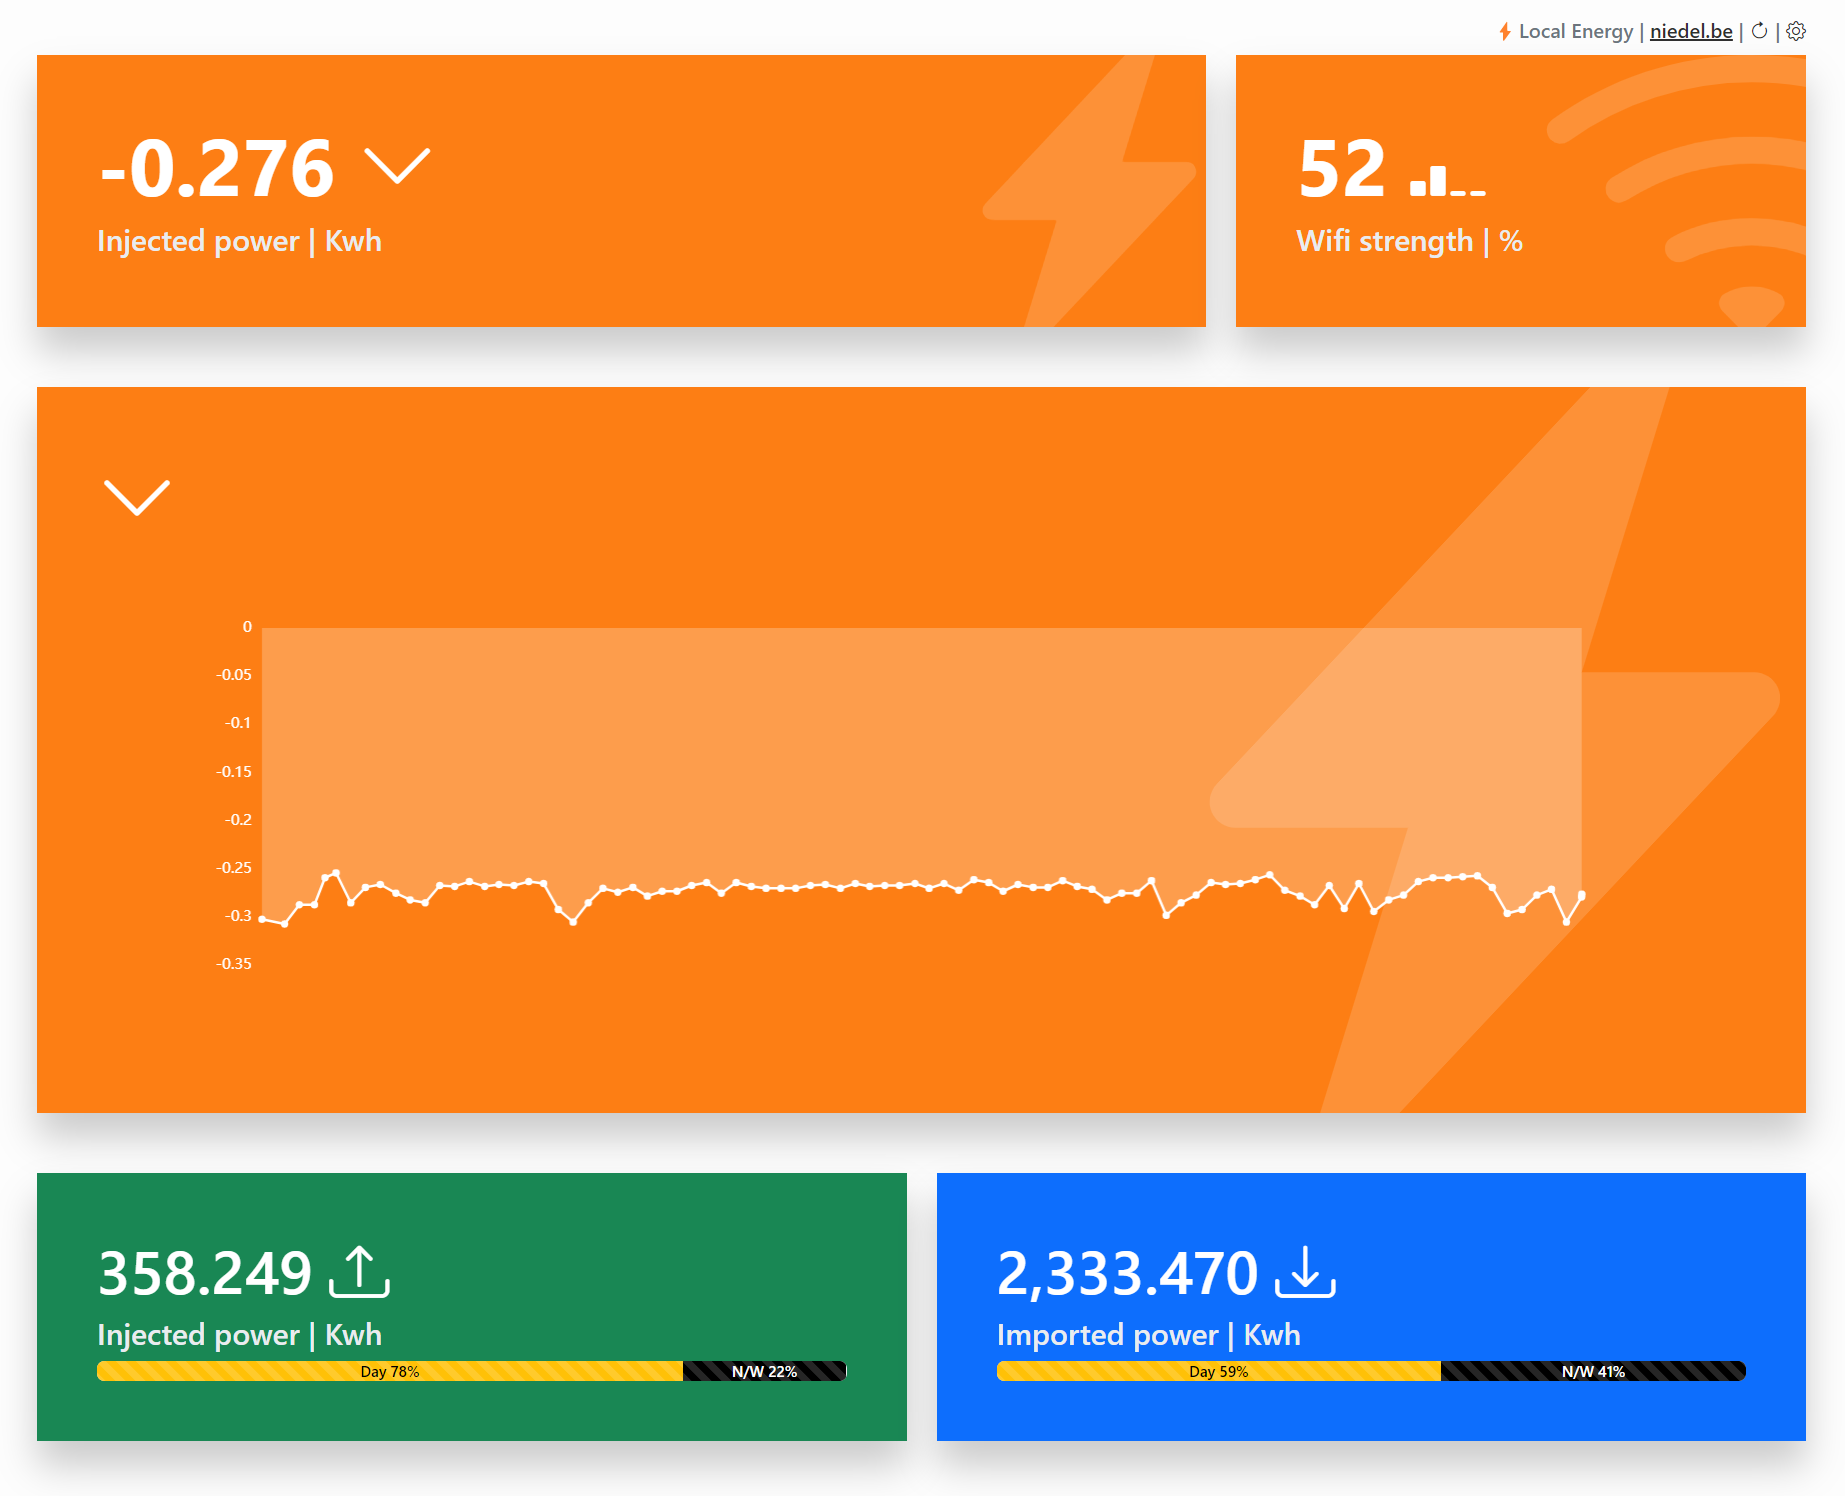 Local Energy | niedel.be | |
-0.276
Injected power | Kwh
52
Wifi strength | %
0
-0.05
-0.1
-0.15
-0.2
-0.25
-0.3
-0.35
358.249
Injected power | Kwh
Day 78%
N/W 22%
2,333.470
Imported power | Kwh
Day 59%
N/W 41%